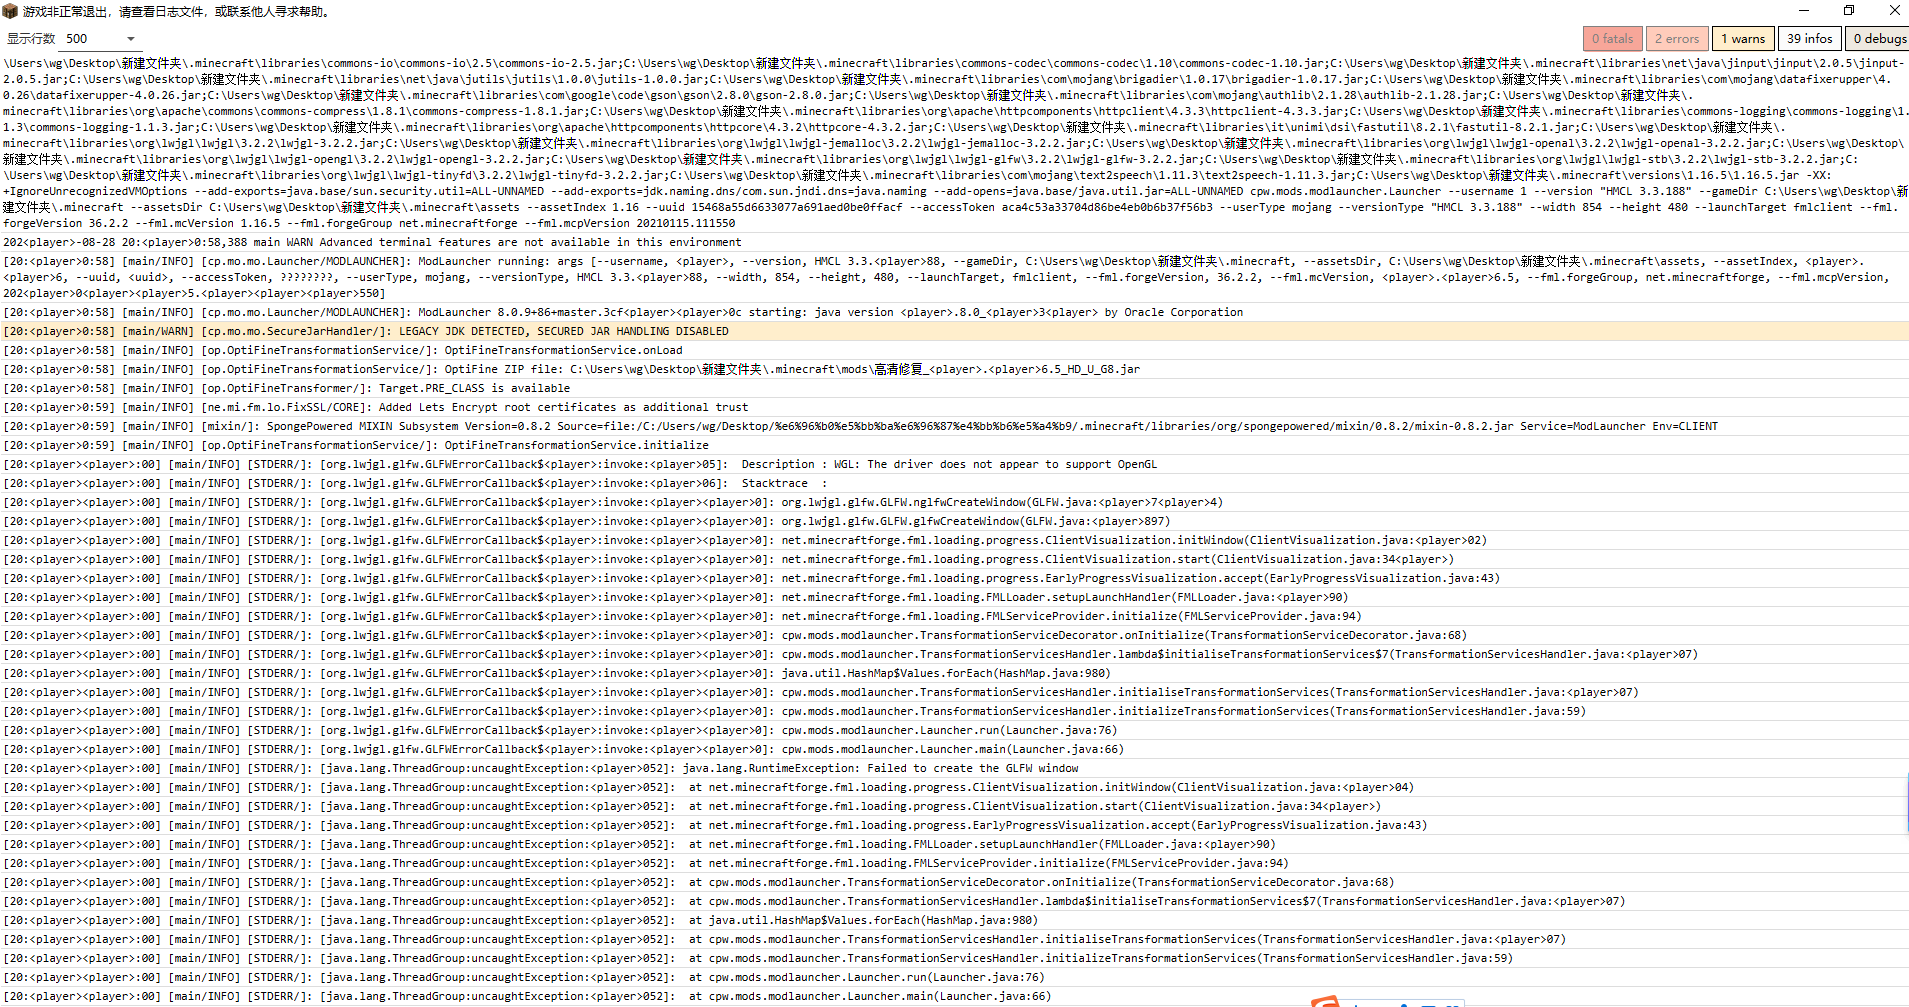 游戏非正常退出，请查看日志文件，或联系他人寻求帮助。
显示行数 500 0 fatals 2 errors 1 warns 39 infos 0 debugs
\Users\wg\Desktop\新建文件夹\.minecraft\libraries\commons-io\commons-io\2.5\commons-io-2.5.jar;C:\Users\wg\Desktop\新建文件夹\.minecraft\libraries\commons-codec\commons-codec\1.10\commons-codec-1.10.jar;C:\Users\wg\Desktop\新建文件夹\.minecraft\libraries\net\java\jinput\jinput\2.0.5\jinput-
2.0.5.jar;C:\Users\wg\Desktop\新建文件夹\.minecraft\libraries\net\java\jutils\jutils\1.0.0\jutils-1.0.0.jar;C:\Users\wg\Desktop\新建文件夹\.minecraft\libraries\com\mojang\brigadier\1.0.17\brigadier-1.0.17.jar;C:\Users\wg\Desktop\新建文件夹\.minecraft\libraries\com\mojang\datafixerupper\4.
0.26\datafixerupper-4.0.26.jar;C:\Users\wg\Desktop\新建文件夹\.minecraft\libraries\com\google\code\gson\gson\2.8.0\gson-2.8.0.jar;C:\Users\wg\Desktop\新建文件夹\.minecraft\libraries\com\mojang\authlib\2.1.28\authlib-2.1.28.jar;C:\Users\wg\Desktop\新建文件夹\.
minecraft\libraries\org\apache\commons\commons-compress\1.8.1\commons-compress-1.8.1.jar;C:\Users\wg\Desktop\新建文件夹\.minecraft\libraries\org\apache\httpcomponents\httpclient\4.3.3\httpclient-4.3.3.jar;C:\Users\wg\Desktop\新建文件夹\.minecraft\libraries\commons-logging\commons-logging\1.
1.3\commons-logging-1.1.3.jar;C:\Users\wg\Desktop\新建文件夹\.minecraft\libraries\org\apache\httpcomponents\httpcore\4.3.2\httpcore-4.3.2.jar;C:\Users\wg\Desktop\新建文件夹\.minecraft\libraries\it\unimi\dsi\fastutil\8.2.1\fastutil-8.2.1.jar;C:\Users\wg\Desktop\新建文件夹\.
minecraft\libraries\org\lwjgl\lwjgl\3.2.2\lwjgl-3.2.2.jar;C:\Users\wg\Desktop\新建文件夹\.minecraft\libraries\org\lwjgl\lwjgl-jemalloc\3.2.2\lwjgl-jemalloc-3.2.2.jar;C:\Users\wg\Desktop\新建文件夹\.minecraft\libraries\org\lwjgl\lwjgl-openal\3.2.2\lwjgl-openal-3.2.2.jar;C:\Users\wg\Desktop\
新建文件夹\.minecraft\libraries\org\lwjgl\lwjgl-opengl\3.2.2\lwjgl-opengl-3.2.2.jar;C:\Users\wg\Desktop\新建文件夹\.minecraft\libraries\org\lwjgl\lwjgl-glfw\3.2.2\lwjgl-glfw-3.2.2.jar;C:\Users\wg\Desktop\新建文件夹\.minecraft\libraries\org\lwjgl\lwjgl-stb\3.2.2\lwjgl-stb-3.2.2.jar;C:
\Users\wg\Desktop\新建文件夹\.minecraft\libraries\org\lwjgl\lwjgl-tinyfd\3.2.2\lwjgl-tinyfd-3.2.2.jar;C:\Users\wg\Desktop\新建文件夹\.minecraft\libraries\com\mojang\text2speech\1.11.3\text2speech-1.11.3.jar;C:\Users\wg\Desktop\新建文件夹\.minecraft\versions\1.16.5\1.16.5.jar -XX:
+IgnoreUnrecognizedVMOptions --add-exports=java.base/sun.security.util=ALL-UNNAMED --add-exports=jdk.naming.dns/com.sun.jndi.dns=java.naming --add-opens=java.base/java.util.jar=ALL-UNNAMED cpw.mods.modlauncher.Launcher --username 1 --version "HMCL 3.3.188" --gameDir C:\Users\wg\Desktop\新
建文件夹\.minecraft --assetsDir C:\Users\wg\Desktop\新建文件夹\.minecraft\assets --assetIndex 1.16 --uuid 15468a55d6633077a691aed0be0ffacf --accessToken aca4c53a33704d86be4eb0b6b37f56b3 --userType mojang --versionType "HMCL 3.3.188" --width 854 --height 480 --launchTarget fmlclient --fml.
forgeVersion 36.2.2 --fml.mcVersion 1.16.5 --fml.forgeGroup net.minecraftforge --fml.mcpVersion 20210115.111550
202<player>-08-28 20:<player>0:58,388 main WARN Advanced terminal features are not available in this environment
[20:<player>0:58] [main/INFO] [cp.mo.mo.Launcher/MODLAUNCHER]: ModLauncher running: args [--username, <player>, --version, HMCL 3.3.<player>88, --gameDir, C:\Users\wg\Desktop\新建文件夹\.minecraft, --assetsDir, C:\Users\wg\Desktop\新建文件夹\.minecraft\assets, --assetIndex, <player>.
<player>6, --uuid, <uuid>, --accessToken, ????????, --userType, mojang, --versionType, HMCL 3.3.<player>88, --width, 854, --height, 480, --launchTarget, fmlclient, --fml.forgeVersion, 36.2.2, --fml.mcVersion, <player>.<player>6.5, --fml.forgeGroup, net.minecraftforge, --fml.mcpVersion,
202<player>0<player><player>5.<player><player><player>550]
[20:<player>0:58] [main/INFO] [cp.mo.mo.Launcher/MODLAUNCHER]: ModLauncher 8.0.9+86+master.3cf<player><player>0c starting: java version <player>.8.0_<player>3<player> by Oracle Corporation
[20:<player>0:58] [main/WARN] [cp.mo.mo.SecureJarHandler/]: LEGACY JDK DETECTED, SECURED JAR HANDLING DISABLED
[20:<player>0:58] [main/INFO] [op.OptiFineTransformationService/]: OptiFineTransformationService.onLoad
[20:<player>0:58] [main/INFO] [op.OptiFineTransformationService/]: OptiFine ZIP file: C:\Users\wg\Desktop\新建文件夹\.minecraft\mods\高清修复_<player>.<player>6.5_HD_U_G8.jar
[20:<player>0:58] [main/INFO] [op.OptiFineTransformer/]: Target.PRE_CLASS is available
[20:<player>0:59] [main/INFO] [ne.mi.fm.lo.FixSSL/CORE]: Added Lets Encrypt root certificates as additional trust
[20:<player>0:59] [main/INFO] [mixin/]: SpongePowered MIXIN Subsystem Version=0.8.2 Source=file:/C:/Users/wg/Desktop/%e6%96%b0%e5%bb%ba%e6%96%87%e4%bb%b6%e5%a4%b9/.minecraft/libraries/org/spongepowered/mixin/0.8.2/mixin-0.8.2.jar Service=ModLauncher Env=CLIENT
[20:<player>0:59] [main/INFO] [op.OptiFineTransformationService/]: OptiFineTransformationService.initialize
[20:<player><player>:00] [main/INFO] [STDERR/]: [org.lwjgl.glfw.GLFWErrorCallback$<player>:invoke:<player>05]: Description : WGL: The driver does not appear to support OpenGL
[20:<player><player>:00] [main/INFO] [STDERR/]: [org.lwjgl.glfw.GLFWErrorCallback$<player>:invoke:<player>06]: Stacktrace :
[20:<player><player>:00] [main/INFO] [STDERR/]: [org.lwjgl.glfw.GLFWErrorCallback$<player>:invoke:<player><player>0]: org.lwjgl.glfw.GLFW.nglfwCreateWindow(GLFW.java:<player>7<player>4)
[20:<player><player>:00] [main/INFO] [STDERR/]: [org.lwjgl.glfw.GLFWErrorCallback$<player>:invoke:<player><player>0]: org.lwjgl.glfw.GLFW.glfwCreateWindow(GLFW.java:<player>897)
[20:<player><player>:00] [main/INFO] [STDERR/]: [org.lwjgl.glfw.GLFWErrorCallback$<player>:invoke:<player><player>0]: net.minecraftforge.fml.loading.progress.ClientVisualization.initWindow(ClientVisualization.java:<player>02)
[20:<player><player>:00] [main/INFO] [STDERR/]: [org.lwjgl.glfw.GLFWErrorCallback$<player>:invoke:<player><player>0]: net.minecraftforge.fml.loading.progress.ClientVisualization.start(ClientVisualization.java:34<player>)
[20:<player><player>:00] [main/INFO] [STDERR/]: [org.lwjgl.glfw.GLFWErrorCallback$<player>:invoke:<player><player>0]: net.minecraftforge.fml.loading.progress.EarlyProgressVisualization.accept(EarlyProgressVisualization.java:43)
[20:<player><player>:00] [main/INFO] [STDERR/]: [org.lwjgl.glfw.GLFWErrorCallback$<player>:invoke:<player><player>0]: net.minecraftforge.fml.loading.FMLLoader.setupLaunchHandler(FMLLoader.java:<player>90)
[20:<player><player>:00] [main/INFO] [STDERR/]: [org.lwjgl.glfw.GLFWErrorCallback$<player>:invoke:<player><player>0]: net.minecraftforge.fml.loading.FMLServiceProvider.initialize(FMLServiceProvider.java:94)
[20:<player><player>:00] [main/INFO] [STDERR/]: [org.lwjgl.glfw.GLFWErrorCallback$<player>:invoke:<player><player>0]: cpw.mods.modlauncher.TransformationServiceDecorator.onInitialize(TransformationServiceDecorator.java:68)
[20:<player><player>:00] [main/INFO] [STDERR/]: [org.lwjgl.glfw.GLFWErrorCallback$<player>:invoke:<player><player>0]: cpw.mods.modlauncher.TransformationServicesHandler.lambda$initialiseTransformationServices$7(TransformationServicesHandler.java:<player>07)
[20:<player><player>:00] [main/INFO] [STDERR/]: [org.lwjgl.glfw.GLFWErrorCallback$<player>:invoke:<player><player>0]: java.util.HashMap$Values.forEach(HashMap.java:980)
[20:<player><player>:00] [main/INFO] [STDERR/]: [org.lwjgl.glfw.GLFWErrorCallback$<player>:invoke:<player><player>0]: cpw.mods.modlauncher.TransformationServicesHandler.initialiseTransformationServices(TransformationServicesHandler.java:<player>07)
[20:<player><player>:00] [main/INFO] [STDERR/]: [org.lwjgl.glfw.GLFWErrorCallback$<player>:invoke:<player><player>0]: cpw.mods.modlauncher.TransformationServicesHandler.initializeTransformationServices(TransformationServicesHandler.java:59)
[20:<player><player>:00] [main/INFO] [STDERR/]: [org.lwjgl.glfw.GLFWErrorCallback$<player>:invoke:<player><player>0]: cpw.mods.modlauncher.Launcher.run(Launcher.java:76)
[20:<player><player>:00] [main/INFO] [STDERR/]: [org.lwjgl.glfw.GLFWErrorCallback$<player>:invoke:<player><player>0]: cpw.mods.modlauncher.Launcher.main(Launcher.java:66)
[20:<player><player>:00] [main/INFO] [STDERR/]: [java.lang.ThreadGroup:uncaughtException:<player>052]: java.lang.RuntimeException: Failed to create the GLFW window
[20:<player><player>:00] [main/INFO] [STDERR/]: [java.lang.ThreadGroup:uncaughtException:<player>052]: at net.minecraftforge.fml.loading.progress.ClientVisualization.initWindow(ClientVisualization.java:<player>04)
[20:<player><player>:00] [main/INFO] [STDERR/]: [java.lang.ThreadGroup:uncaughtException:<player>052]: at net.minecraftforge.fml.loading.progress.ClientVisualization.start(ClientVisualization.java:34<player>)
[20:<player><player>:00] [main/INFO] [STDERR/]: [java.lang.ThreadGroup:uncaughtException:<player>052]: at net.minecraftforge.fml.loading.progress.EarlyProgressVisualization.accept(EarlyProgressVisualization.java:43)
[20:<player><player>:00] [main/INFO] [STDERR/]: [java.lang.ThreadGroup:uncaughtException:<player>052]: at net.minecraftforge.fml.loading.FMLLoader.setupLaunchHandler(FMLLoader.java:<player>90)
[20:<player><player>:00] [main/INFO] [STDERR/]: [java.lang.ThreadGroup:uncaughtException:<player>052]: at net.minecraftforge.fml.loading.FMLServiceProvider.initialize(FMLServiceProvider.java:94)
[20:<player><player>:00] [main/INFO] [STDERR/]: [java.lang.ThreadGroup:uncaughtException:<player>052]: at cpw.mods.modlauncher.TransformationServiceDecorator.onInitialize(TransformationServiceDecorator.java:68)
[20:<player><player>:00] [main/INFO] [STDERR/]: [java.lang.ThreadGroup:uncaughtException:<player>052]: at cpw.mods.modlauncher.TransformationServicesHandler.lambda$initialiseTransformationServices$7(TransformationServicesHandler.java:<player>07)
[20:<player><player>:00] [main/INFO] [STDERR/]: [java.lang.ThreadGroup:uncaughtException:<player>052]: at java.util.HashMap$Values.forEach(HashMap.java:980)
[20:<player><player>:00] [main/INFO] [STDERR/]: [java.lang.ThreadGroup:uncaughtException:<player>052]: at cpw.mods.modlauncher.TransformationServicesHandler.initialiseTransformationServices(TransformationServicesHandler.java:<player>07)
[20:<player><player>:00] [main/INFO] [STDERR/]: [java.lang.ThreadGroup:uncaughtException:<player>052]: at cpw.mods.modlauncher.TransformationServicesHandler.initializeTransformationServices(TransformationServicesHandler.java:59)
[20:<player><player>:00] [main/INFO] [STDERR/]: [java.lang.ThreadGroup:uncaughtException:<player>052]: at cpw.mods.modlauncher.Launcher.run(Launcher.java:76)
[20:<player><player>:00] [main/INFO] [STDERR/]: [java.lang.ThreadGroup:uncaughtException:<player>052]: at cpw.mods.modlauncher.Launcher.main(Launcher.java:66)